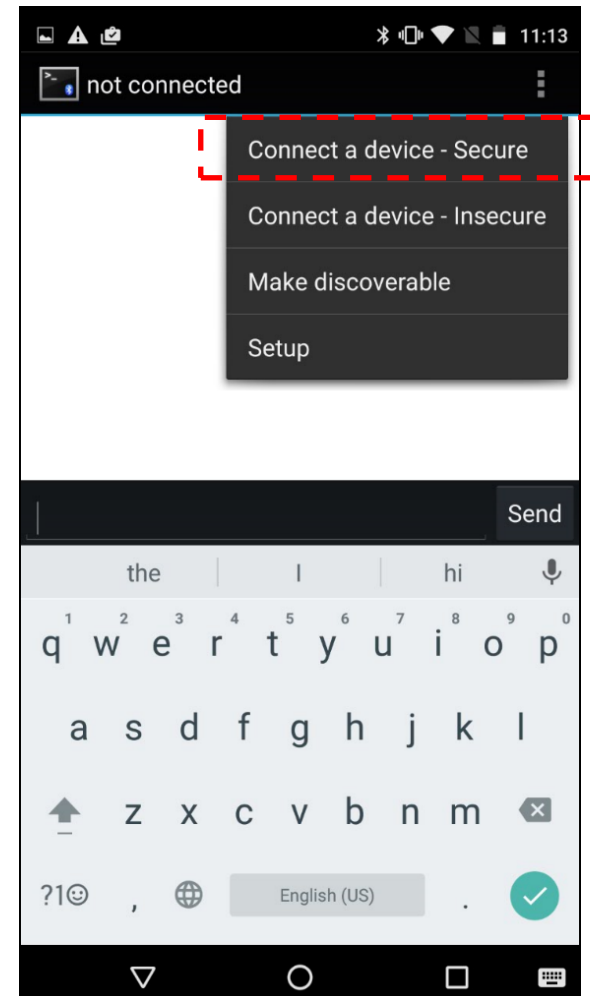 11:13
>_ not connected
Connect a device - Secure
Connect a device - Insecure
Make discoverable
Setup
Send
the I hi
1 2 3 4 5 6 7 8 9 0
q w e r t y u i o p
a s d f g h j k l
z x c v b n m
?1☺ , English (US) .